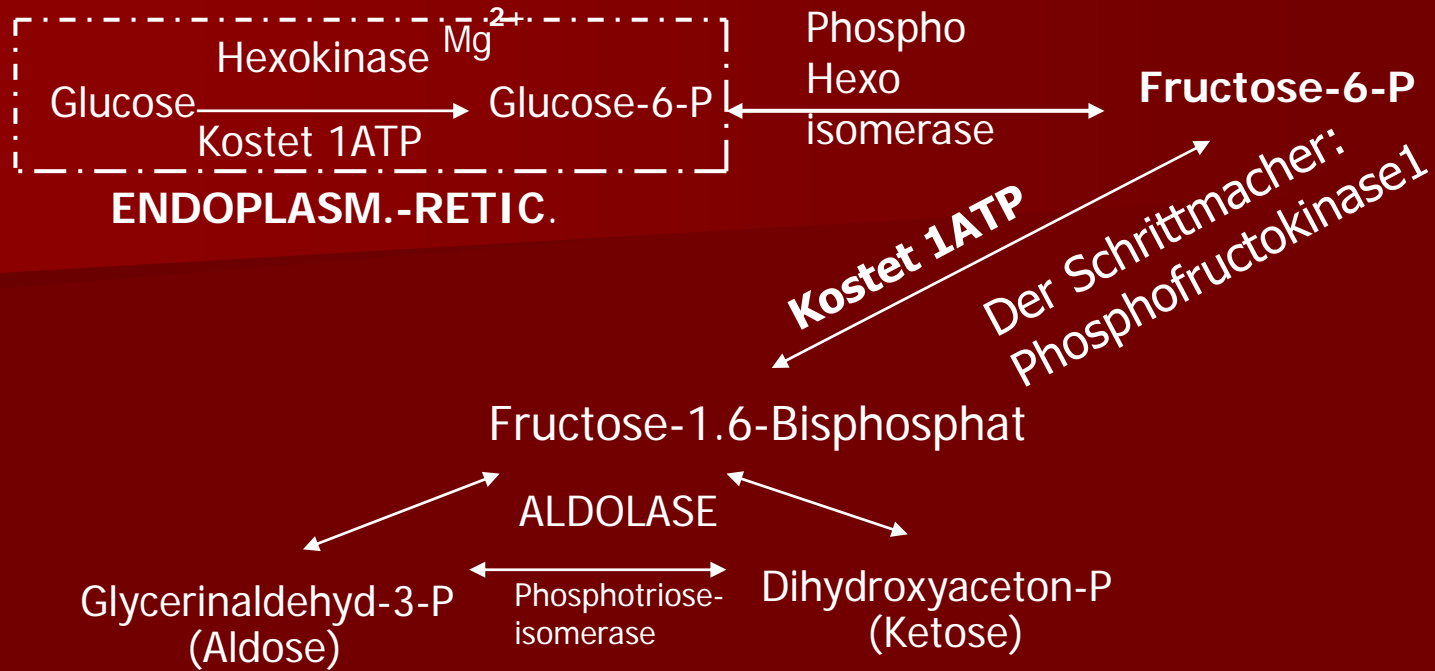 Hexokinase Mg2+
Glucose
Glucose-6-P
Kostet 1ATP
ENDOPLASM.-RETIC.
Phospho
Hexo
isomerase
Fructose-6-P
Kostet 1ATP
Der Schrittmacher:
Phosphofructokinase1
Fructose-1.6-Bisphosphat
ALDOLASE
Glycerinaldehyd-3-P
(Aldose)
Phosphotriose-
isomerase
Dihydroxyaceton-P
(Ketose)